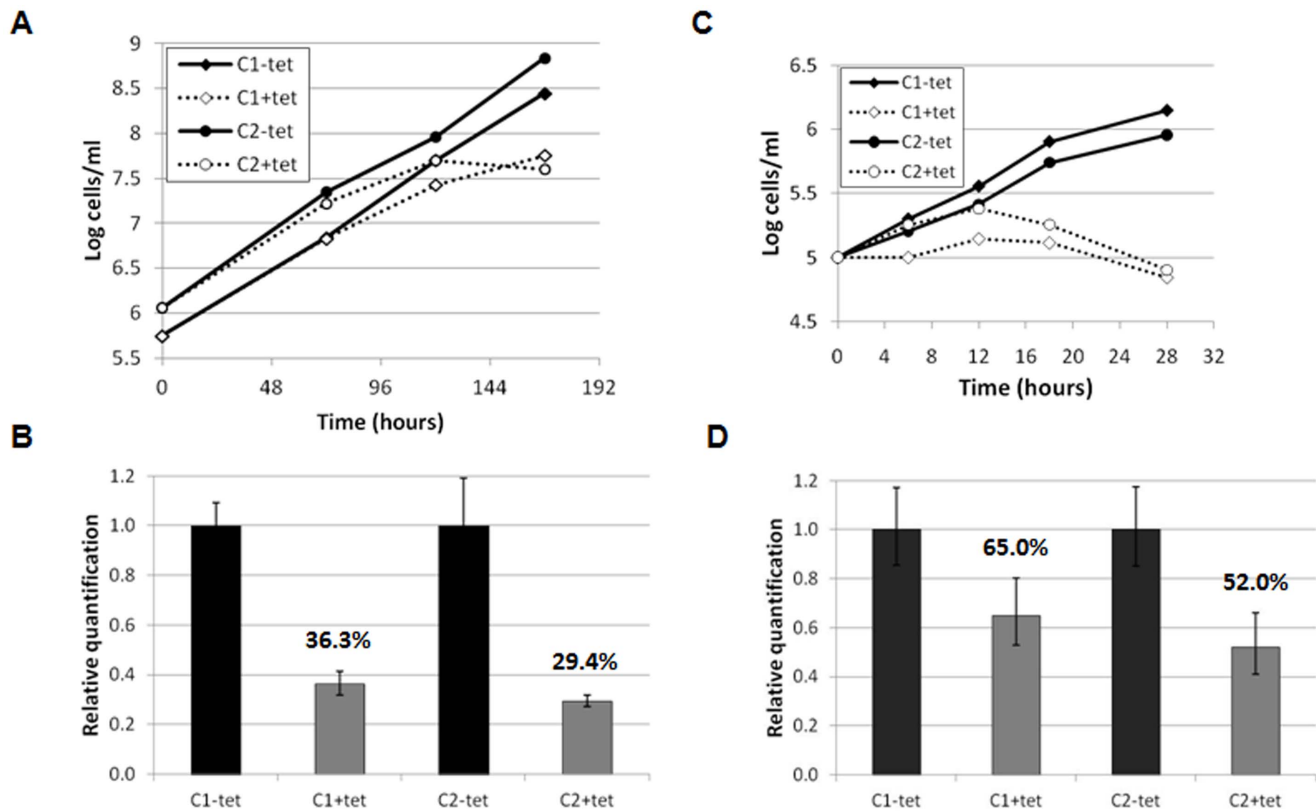 A
9
8.5
8
7.5
7
6.5
6
5.5
Log cells/ml
C1-tet
C1+tet
C2-tet
C2+tet
0 48 96 144 192
Time (hours)
C
6.5
6
5.5
5
4.5
Log cells/ml
C1-tet
C1+tet
C2-tet
C2+tet
0 4 8 12 16 20 24 28 32
Time (hours)
B
1.2
1.0
0.8
0.6
0.4
0.2
0.0
Relative quantification
36.3%
29.4%
C1-tet C1+tet C2-tet C2+tet
D
1.2
1.0
0.8
0.6
0.4
0.2
0.0
Relative quantification
65.0%
52.0%
C1-tet C1+tet C2-tet C2+tet